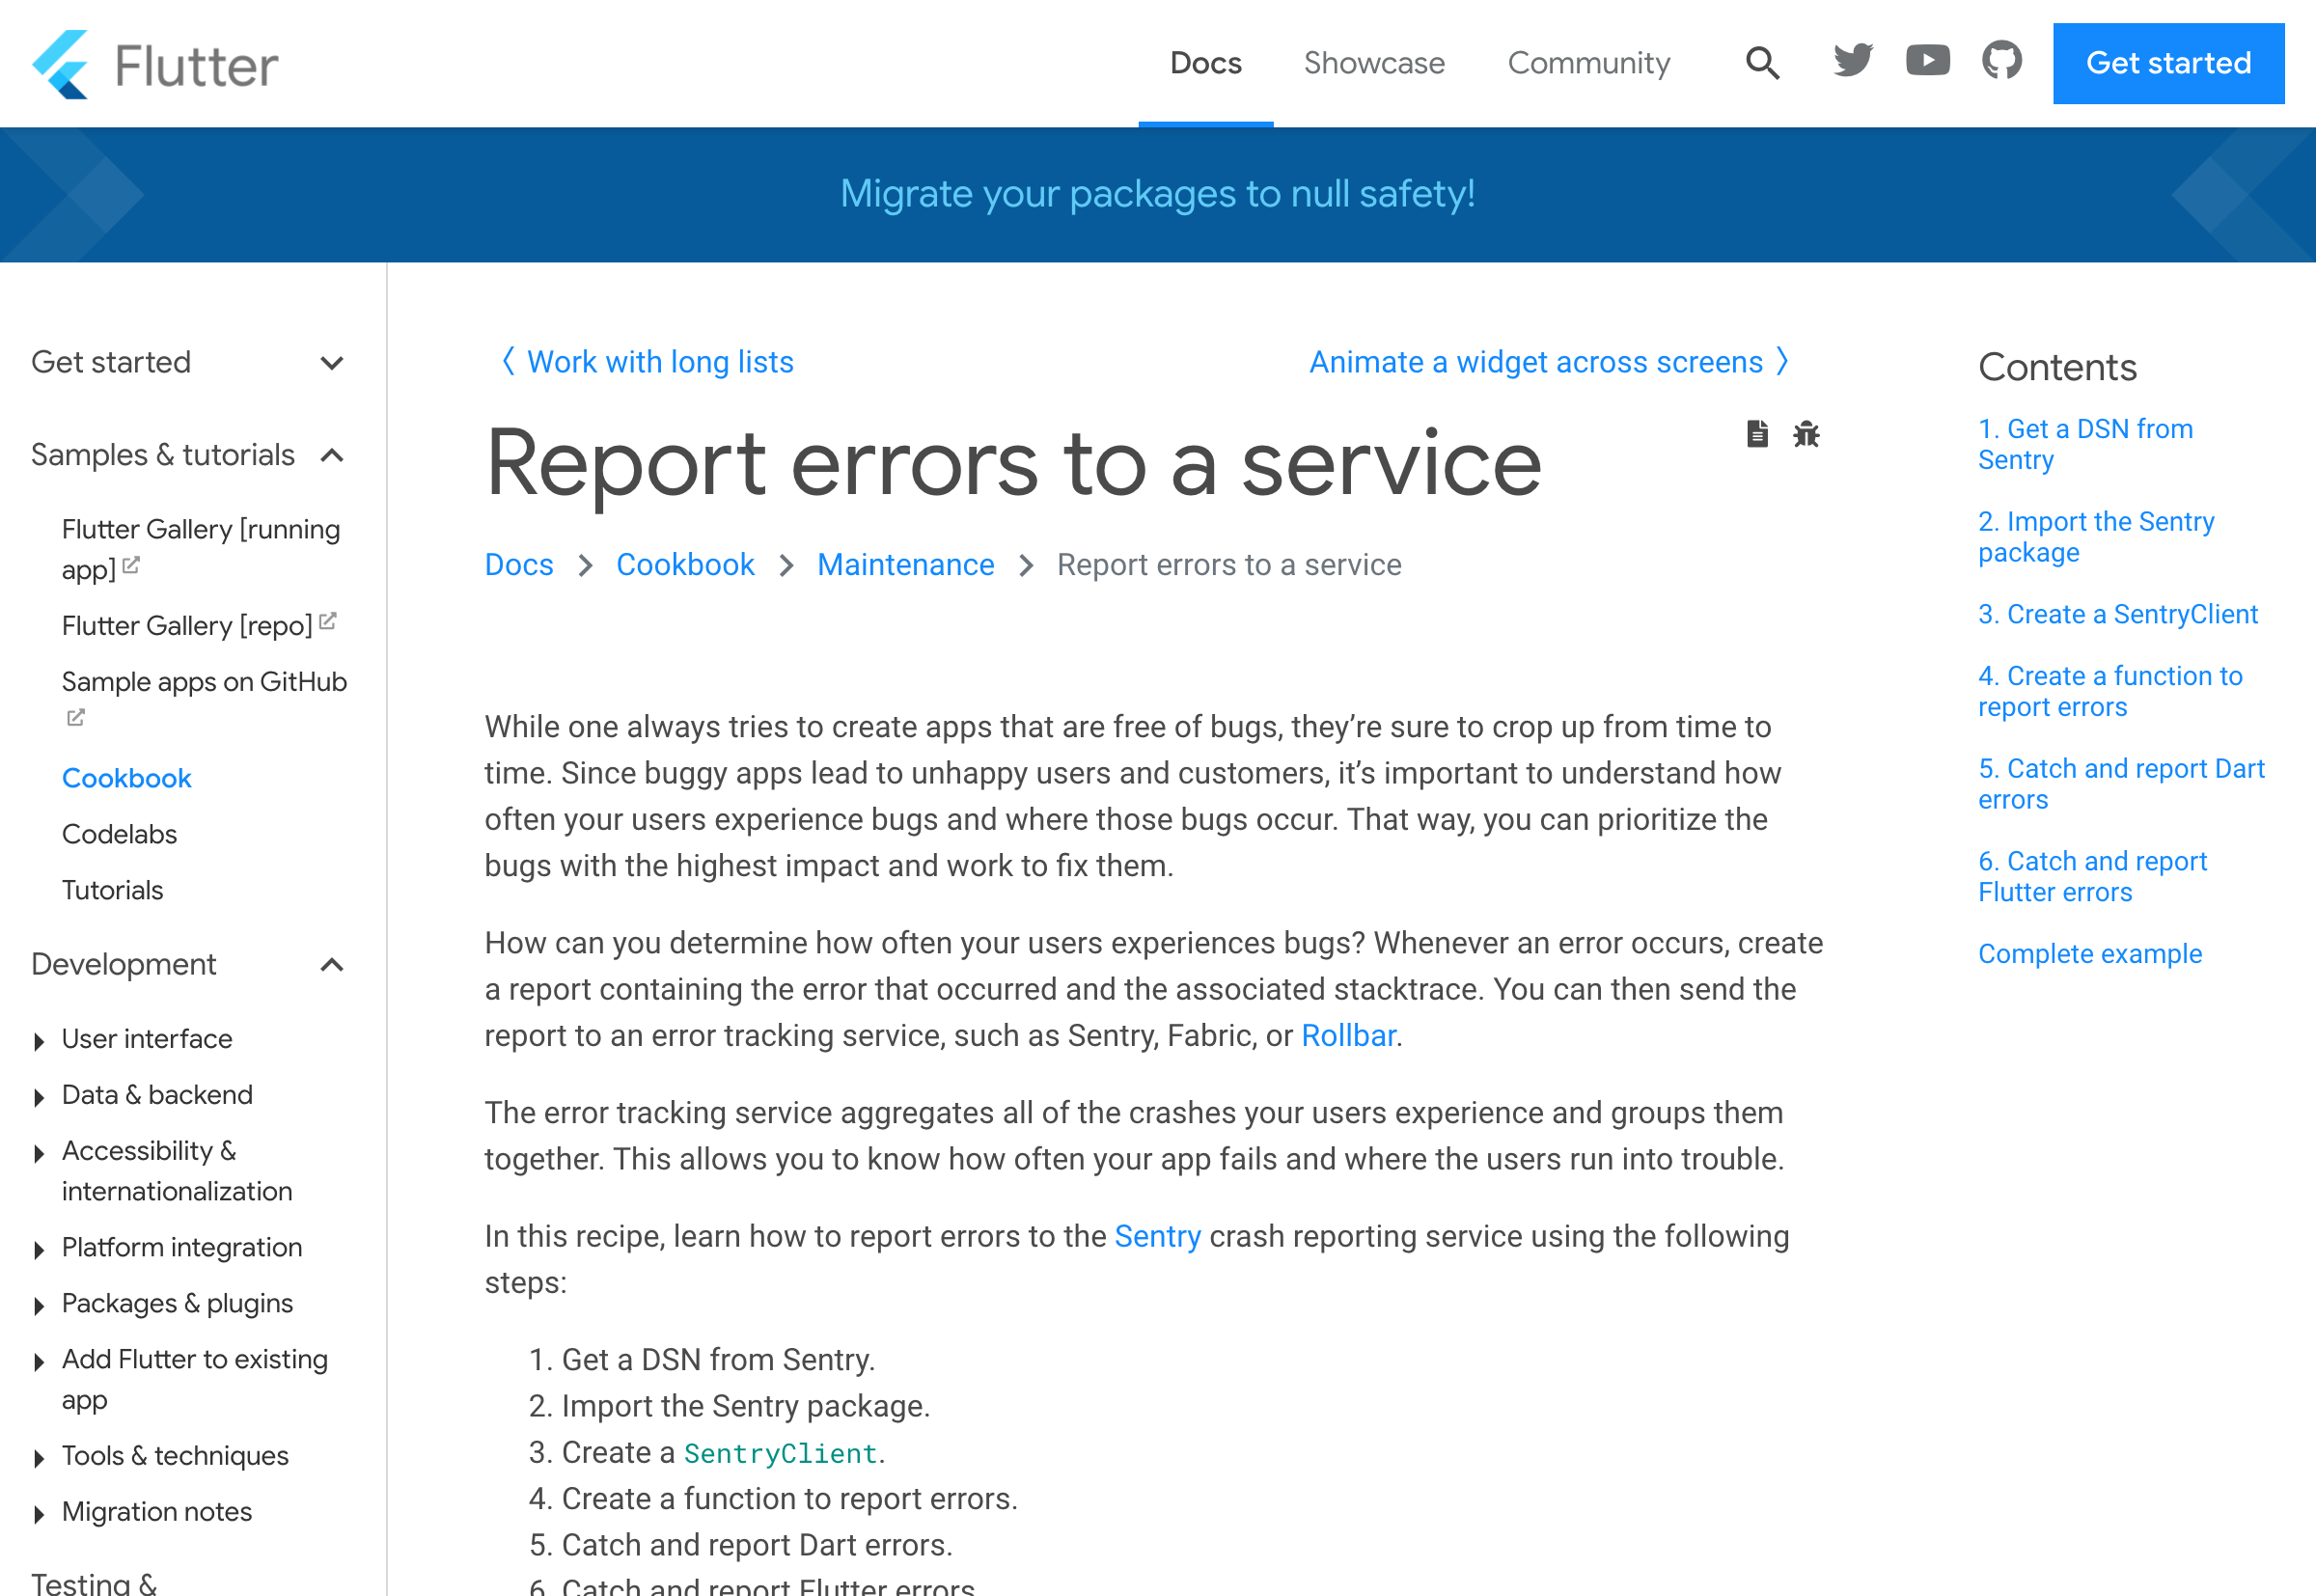 Flutter
Docs
Showcase
Community
Get started
Migrate your packages to null safety!
Get started
Samples & tutorials
Flutter Gallery [running
app]
Flutter Gallery [repo]
Sample apps on GitHub
Cookbook
Codelabs
Tutorials
Development
User interface
Data & backend
Accessibility &
internationalization
Platform integration
Packages & plugins
Add Flutter to existing
app
Tools & techniques
Migration notes
Testing &
〈 Work with long lists
Animate a widget across screens 〉
Report errors to a service
Docs > Cookbook > Maintenance > Report errors to a service
While one always tries to create apps that are free of bugs, they’re sure to crop up from time to
time. Since buggy apps lead to unhappy users and customers, it’s important to understand how
often your users experience bugs and where those bugs occur. That way, you can prioritize the
bugs with the highest impact and work to fix them.
How can you determine how often your users experiences bugs? Whenever an error occurs, create
a report containing the error that occurred and the associated stacktrace. You can then send the
report to an error tracking service, such as Sentry, Fabric, or Rollbar.
The error tracking service aggregates all of the crashes your users experience and groups them
together. This allows you to know how often your app fails and where the users run into trouble.
In this recipe, learn how to report errors to the Sentry crash reporting service using the following
steps:
1. Get a DSN from Sentry.
2. Import the Sentry package.
3. Create a SentryClient.
4. Create a function to report errors.
5. Catch and report Dart errors.
6. Catch and report Flutter errors
Contents
1. Get a DSN from
Sentry
2. Import the Sentry
package
3. Create a SentryClient
4. Create a function to
report errors
5. Catch and report Dart
errors
6. Catch and report
Flutter errors
Complete example